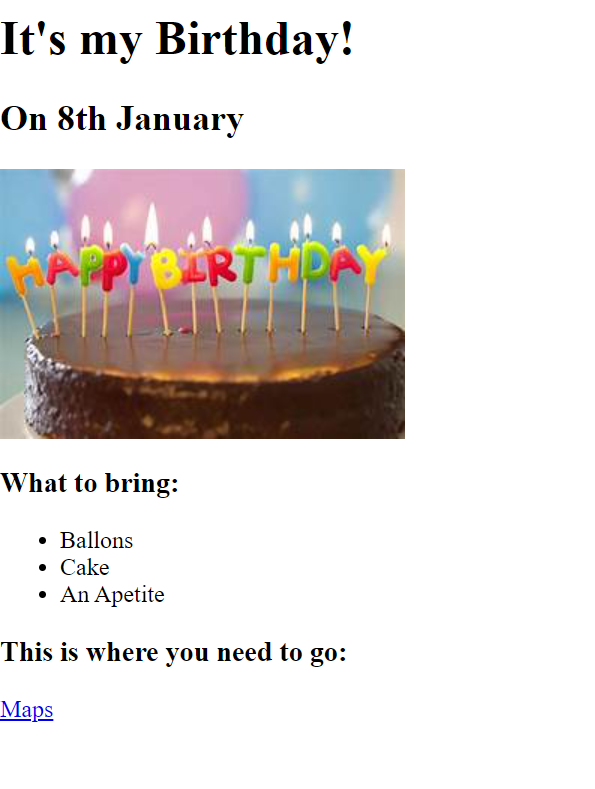 It's my Birthday!
On 8th January
HAPPY BIRTHDAY
What to bring:
Ballons
Cake
An Apetite
This is where you need to go:
Maps